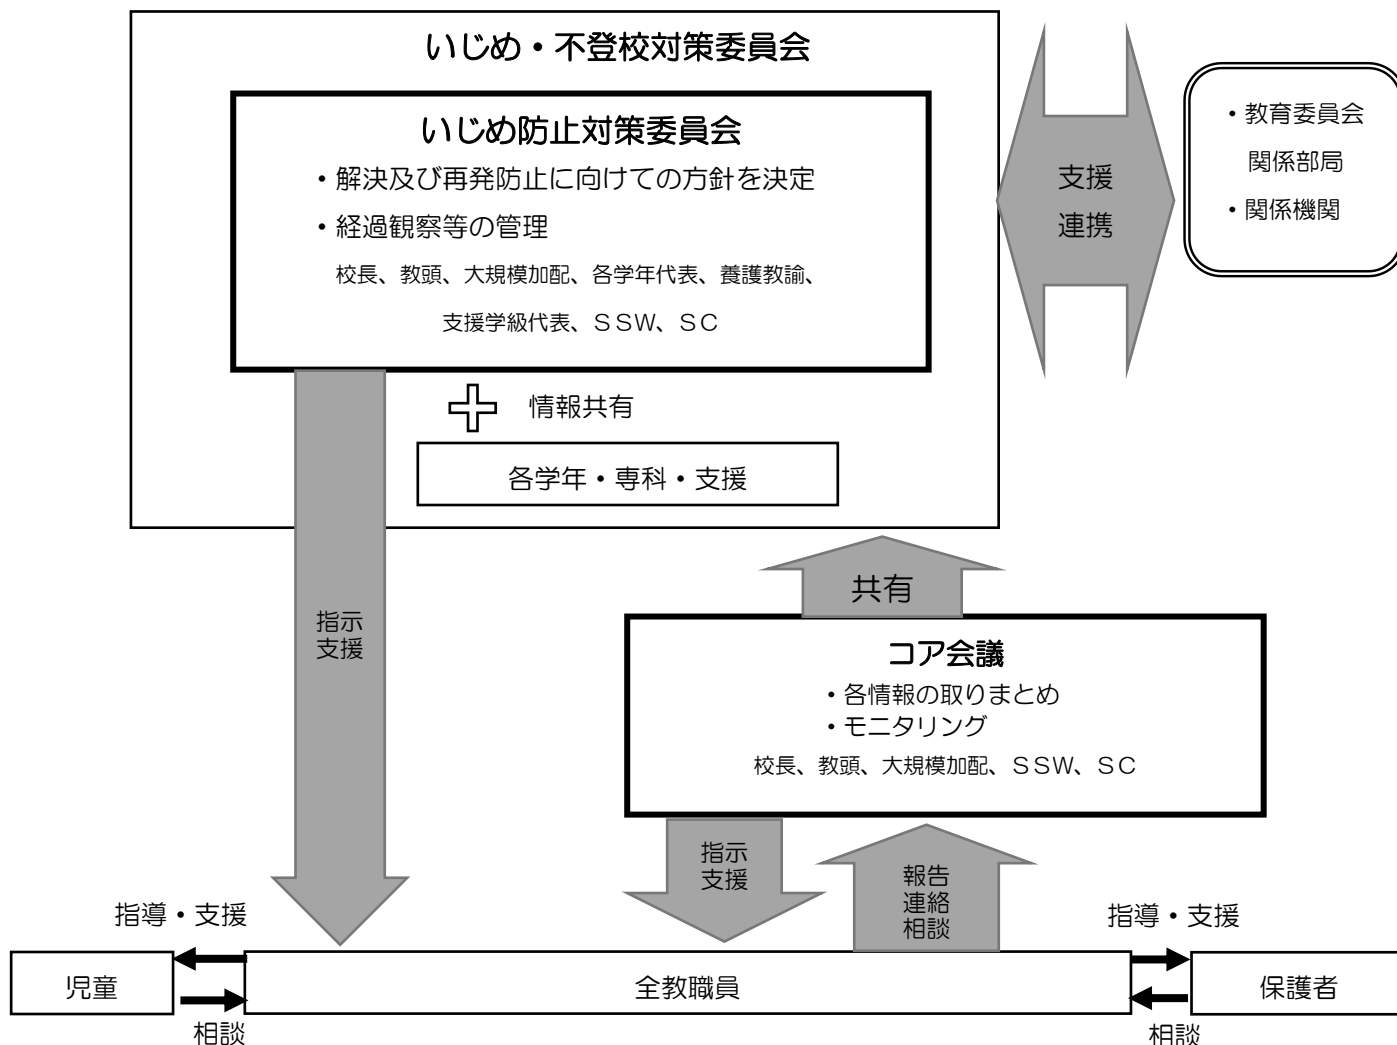 いじめ・不登校対策委員会
いじめ防止対策委員会
・解決及び再発防止に向けての方針を決定
・経過観察等の管理
校長、教頭、大規模加配、各学年代表、養護教諭、
支援学級代表、ＳＳＷ、ＳＣ
情報共有
各学年・専科・支援
支援
連携
・教育委員会
関係部局
・関係機関
指示
支援
共有
コア会議
・各情報の取りまとめ
・モニタリング
校長、教頭、大規模加配、ＳＳＷ、ＳＣ
指示
支援
報告
連絡
相談
指導・支援
指導・支援
児童
全教職員
保護者
相談
相談